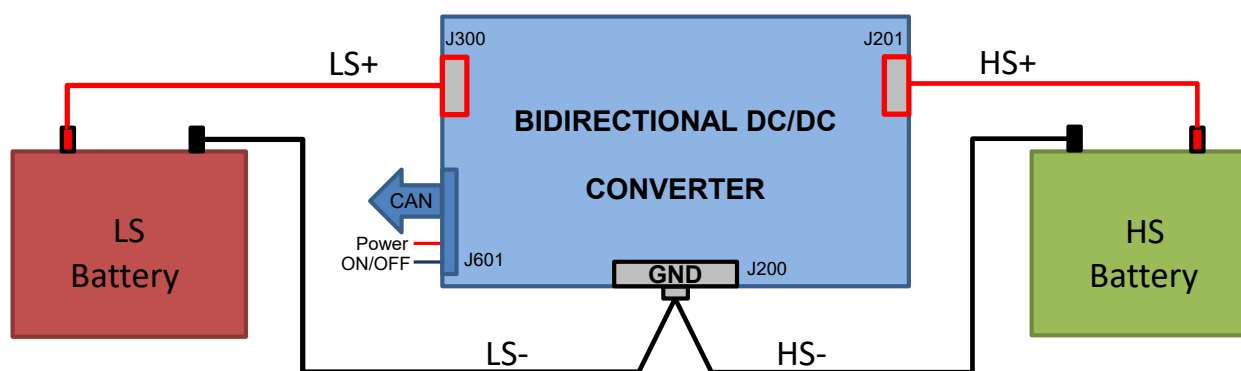 J300
J201
LS+
HS+
BIDIRECTIONAL DC/DC
CONVERTER
CAN
Power
ON/OFF
J601
LS
Battery
HS
Battery
GND
J200
LS-
HS-